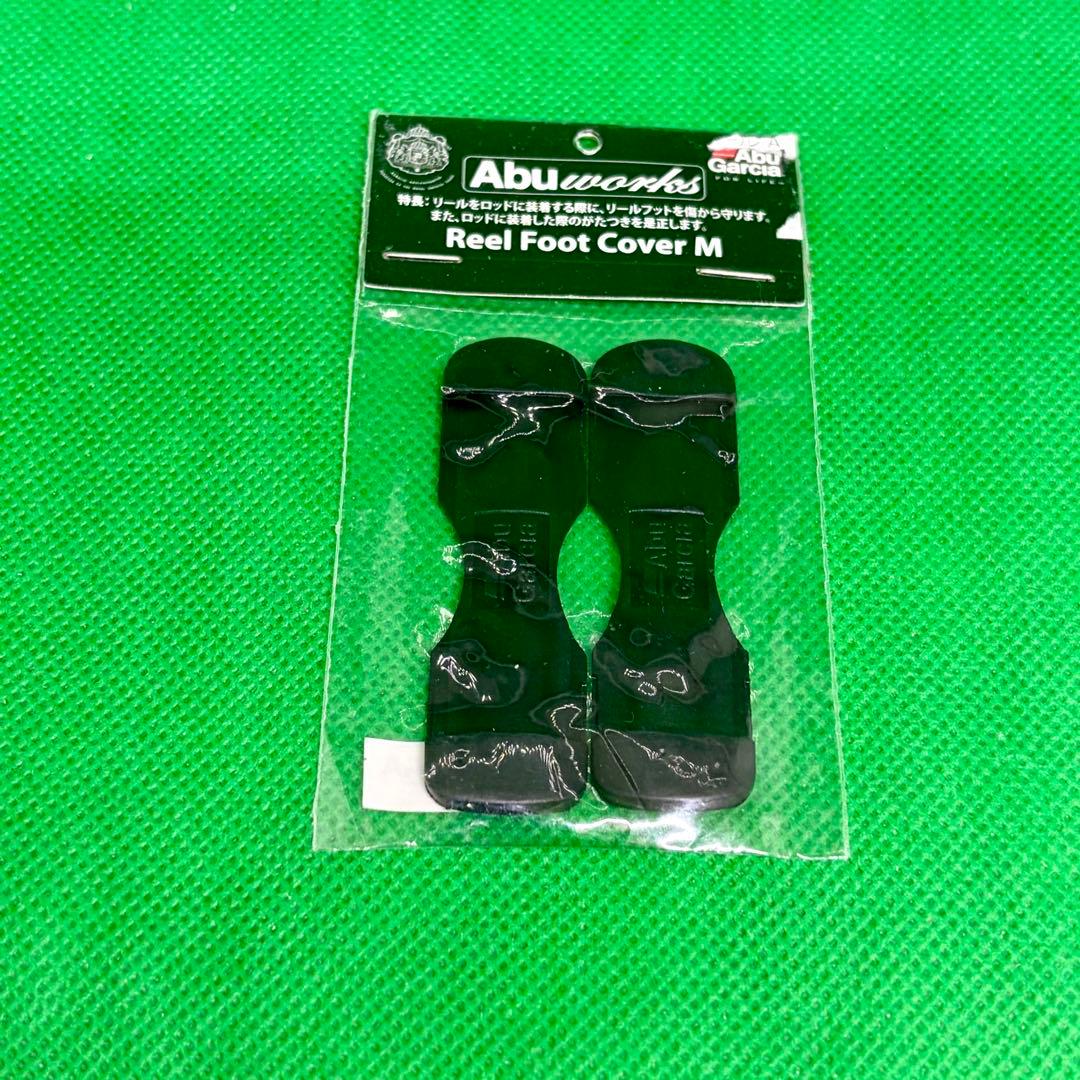 Abu works
Abu
Garcia
FOR LIFE
特長：リールをロッドに装着する際に、リールフットを傷から守ります。
また、ロッドに装着した際のがたつきを是正します。
Reel Foot Cover M
Abu
Garcia
Abu
Garcia